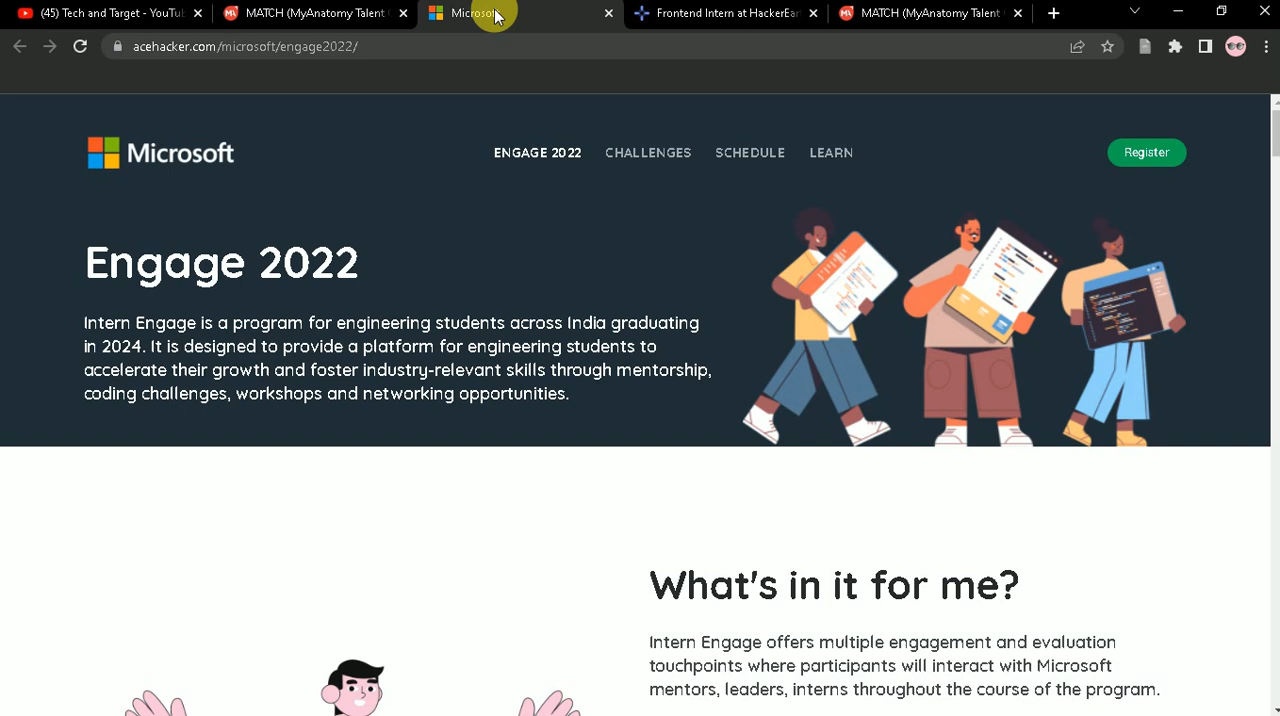 (45) Tech and Target - YouTu
MATCH (MyAnatomy Talent
Microsoft
Frontend Intern at HackerEar
MATCH (MyAnatomy Talent
acehacker.com/microsoft/engage2022/
Microsoft
ENGAGE 2022
CHALLENGES
SCHEDULE
LEARN
Register
Engage 2022
Intern Engage is a program for engineering students across India graduating
in 2024. It is designed to provide a platform for engineering students to
accelerate their growth and foster industry-relevant skills through mentorship,
coding challenges, workshops and networking opportunities.
What's in it for me?
Intern Engage offers multiple engagement and evaluation
touchpoints where participants will interact with Microsoft
mentors, leaders, interns throughout the course of the program.